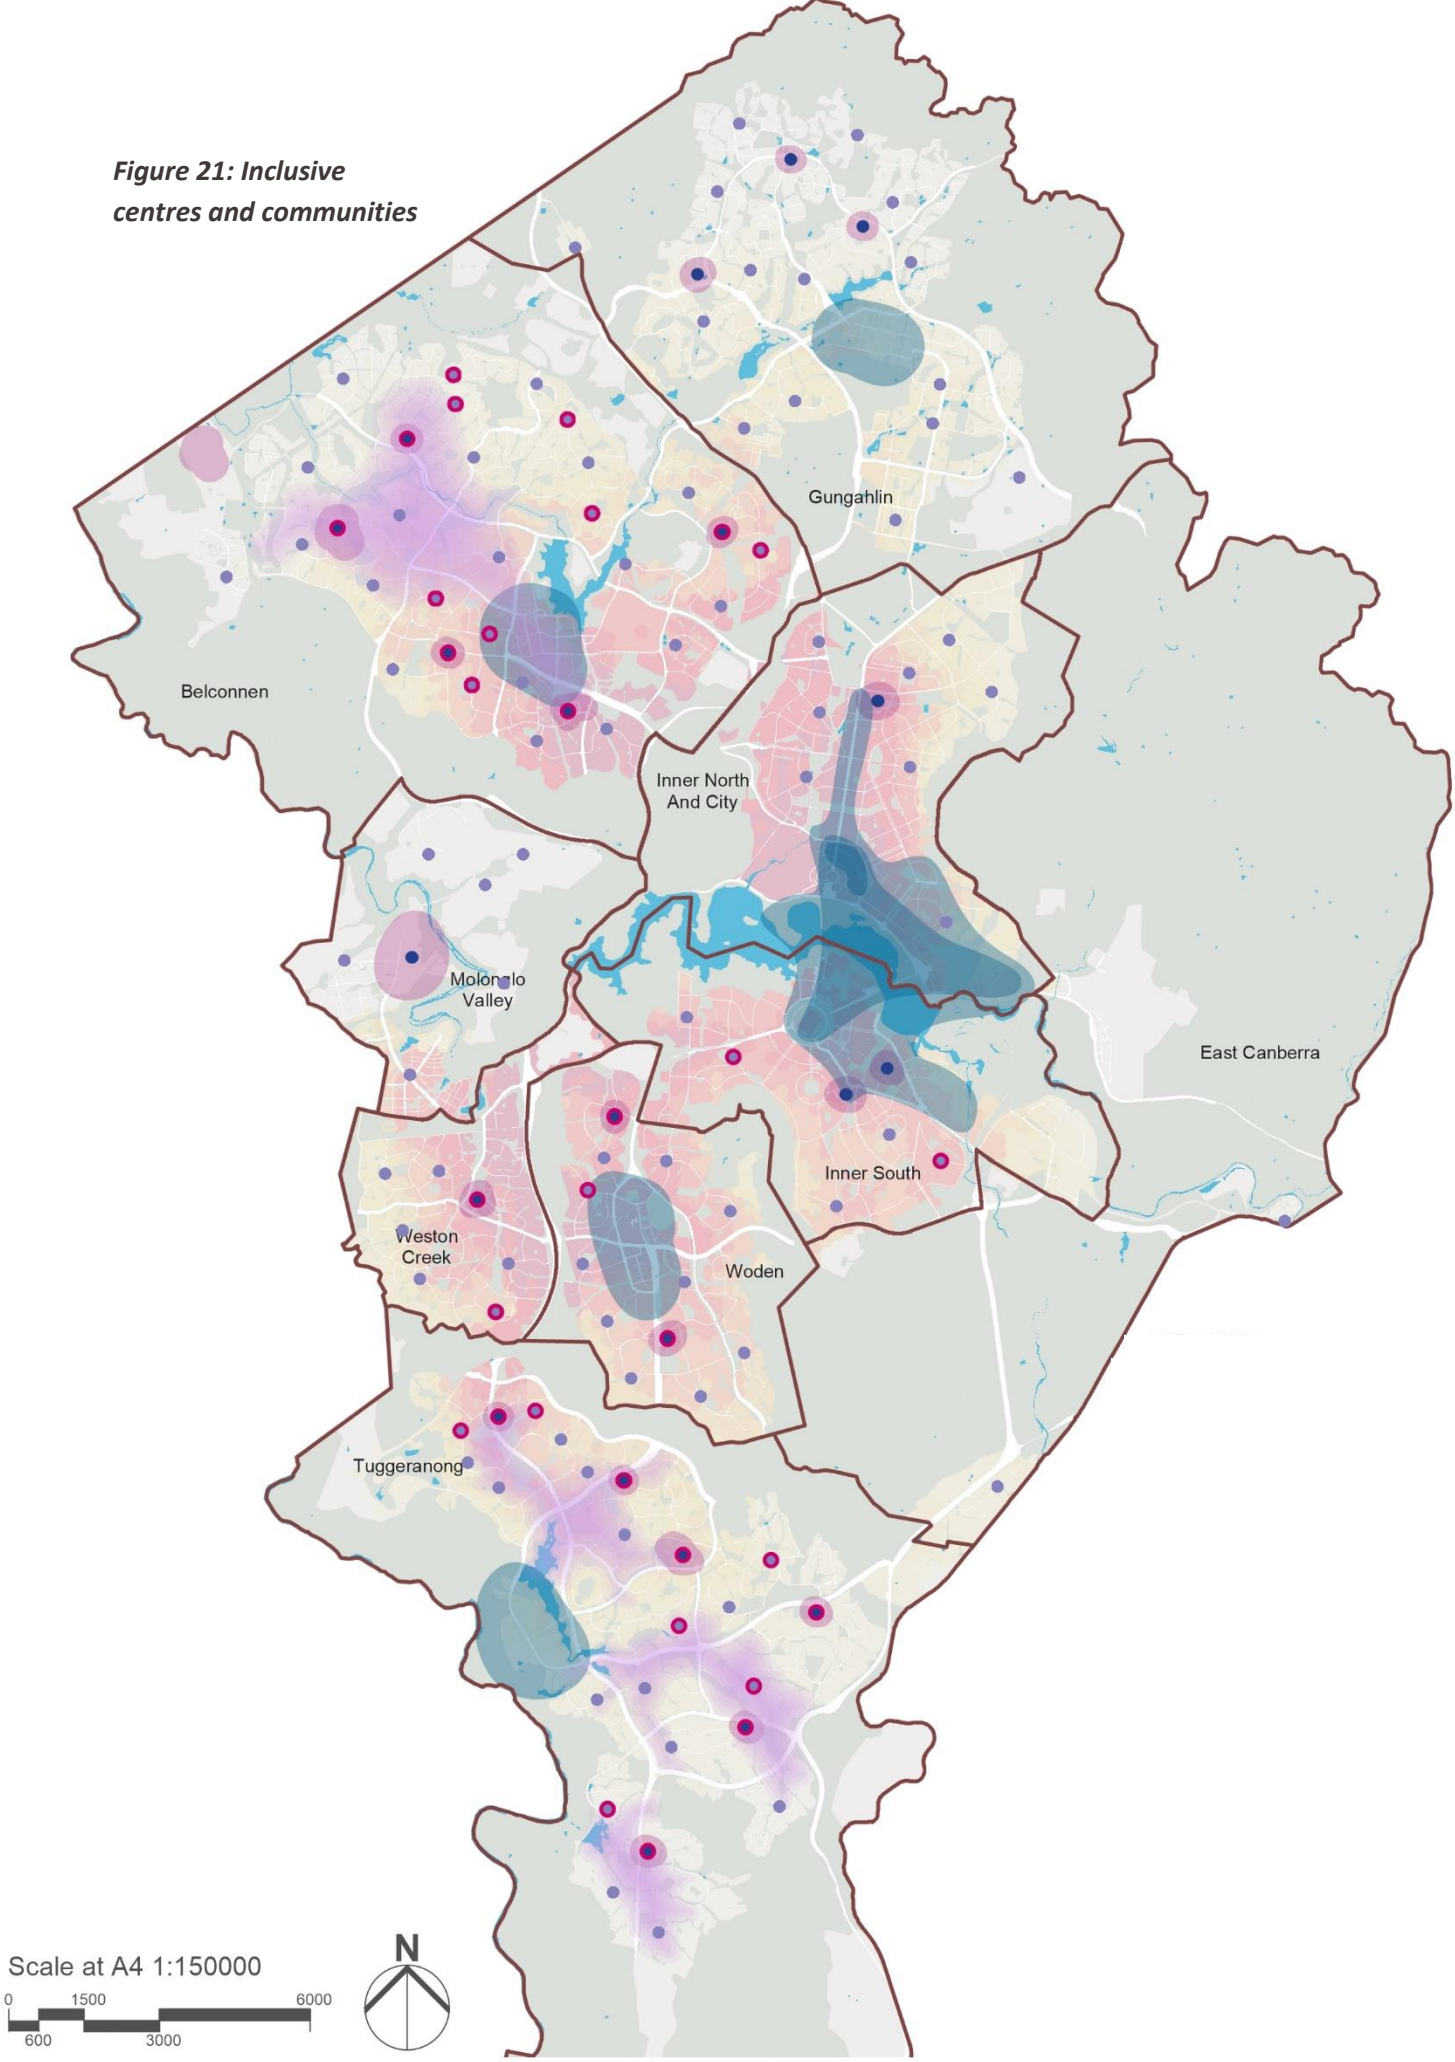 Figure 21: Inclusive
centres and communities
Gungahlin
Belconnen
Inner North
And City
Molonglo
Valley
East Canberra
Inner South
Weston
Creek
Woden
Tuggeranong
Scale at A4 1:150000
0 1500 6000
600 3000
N